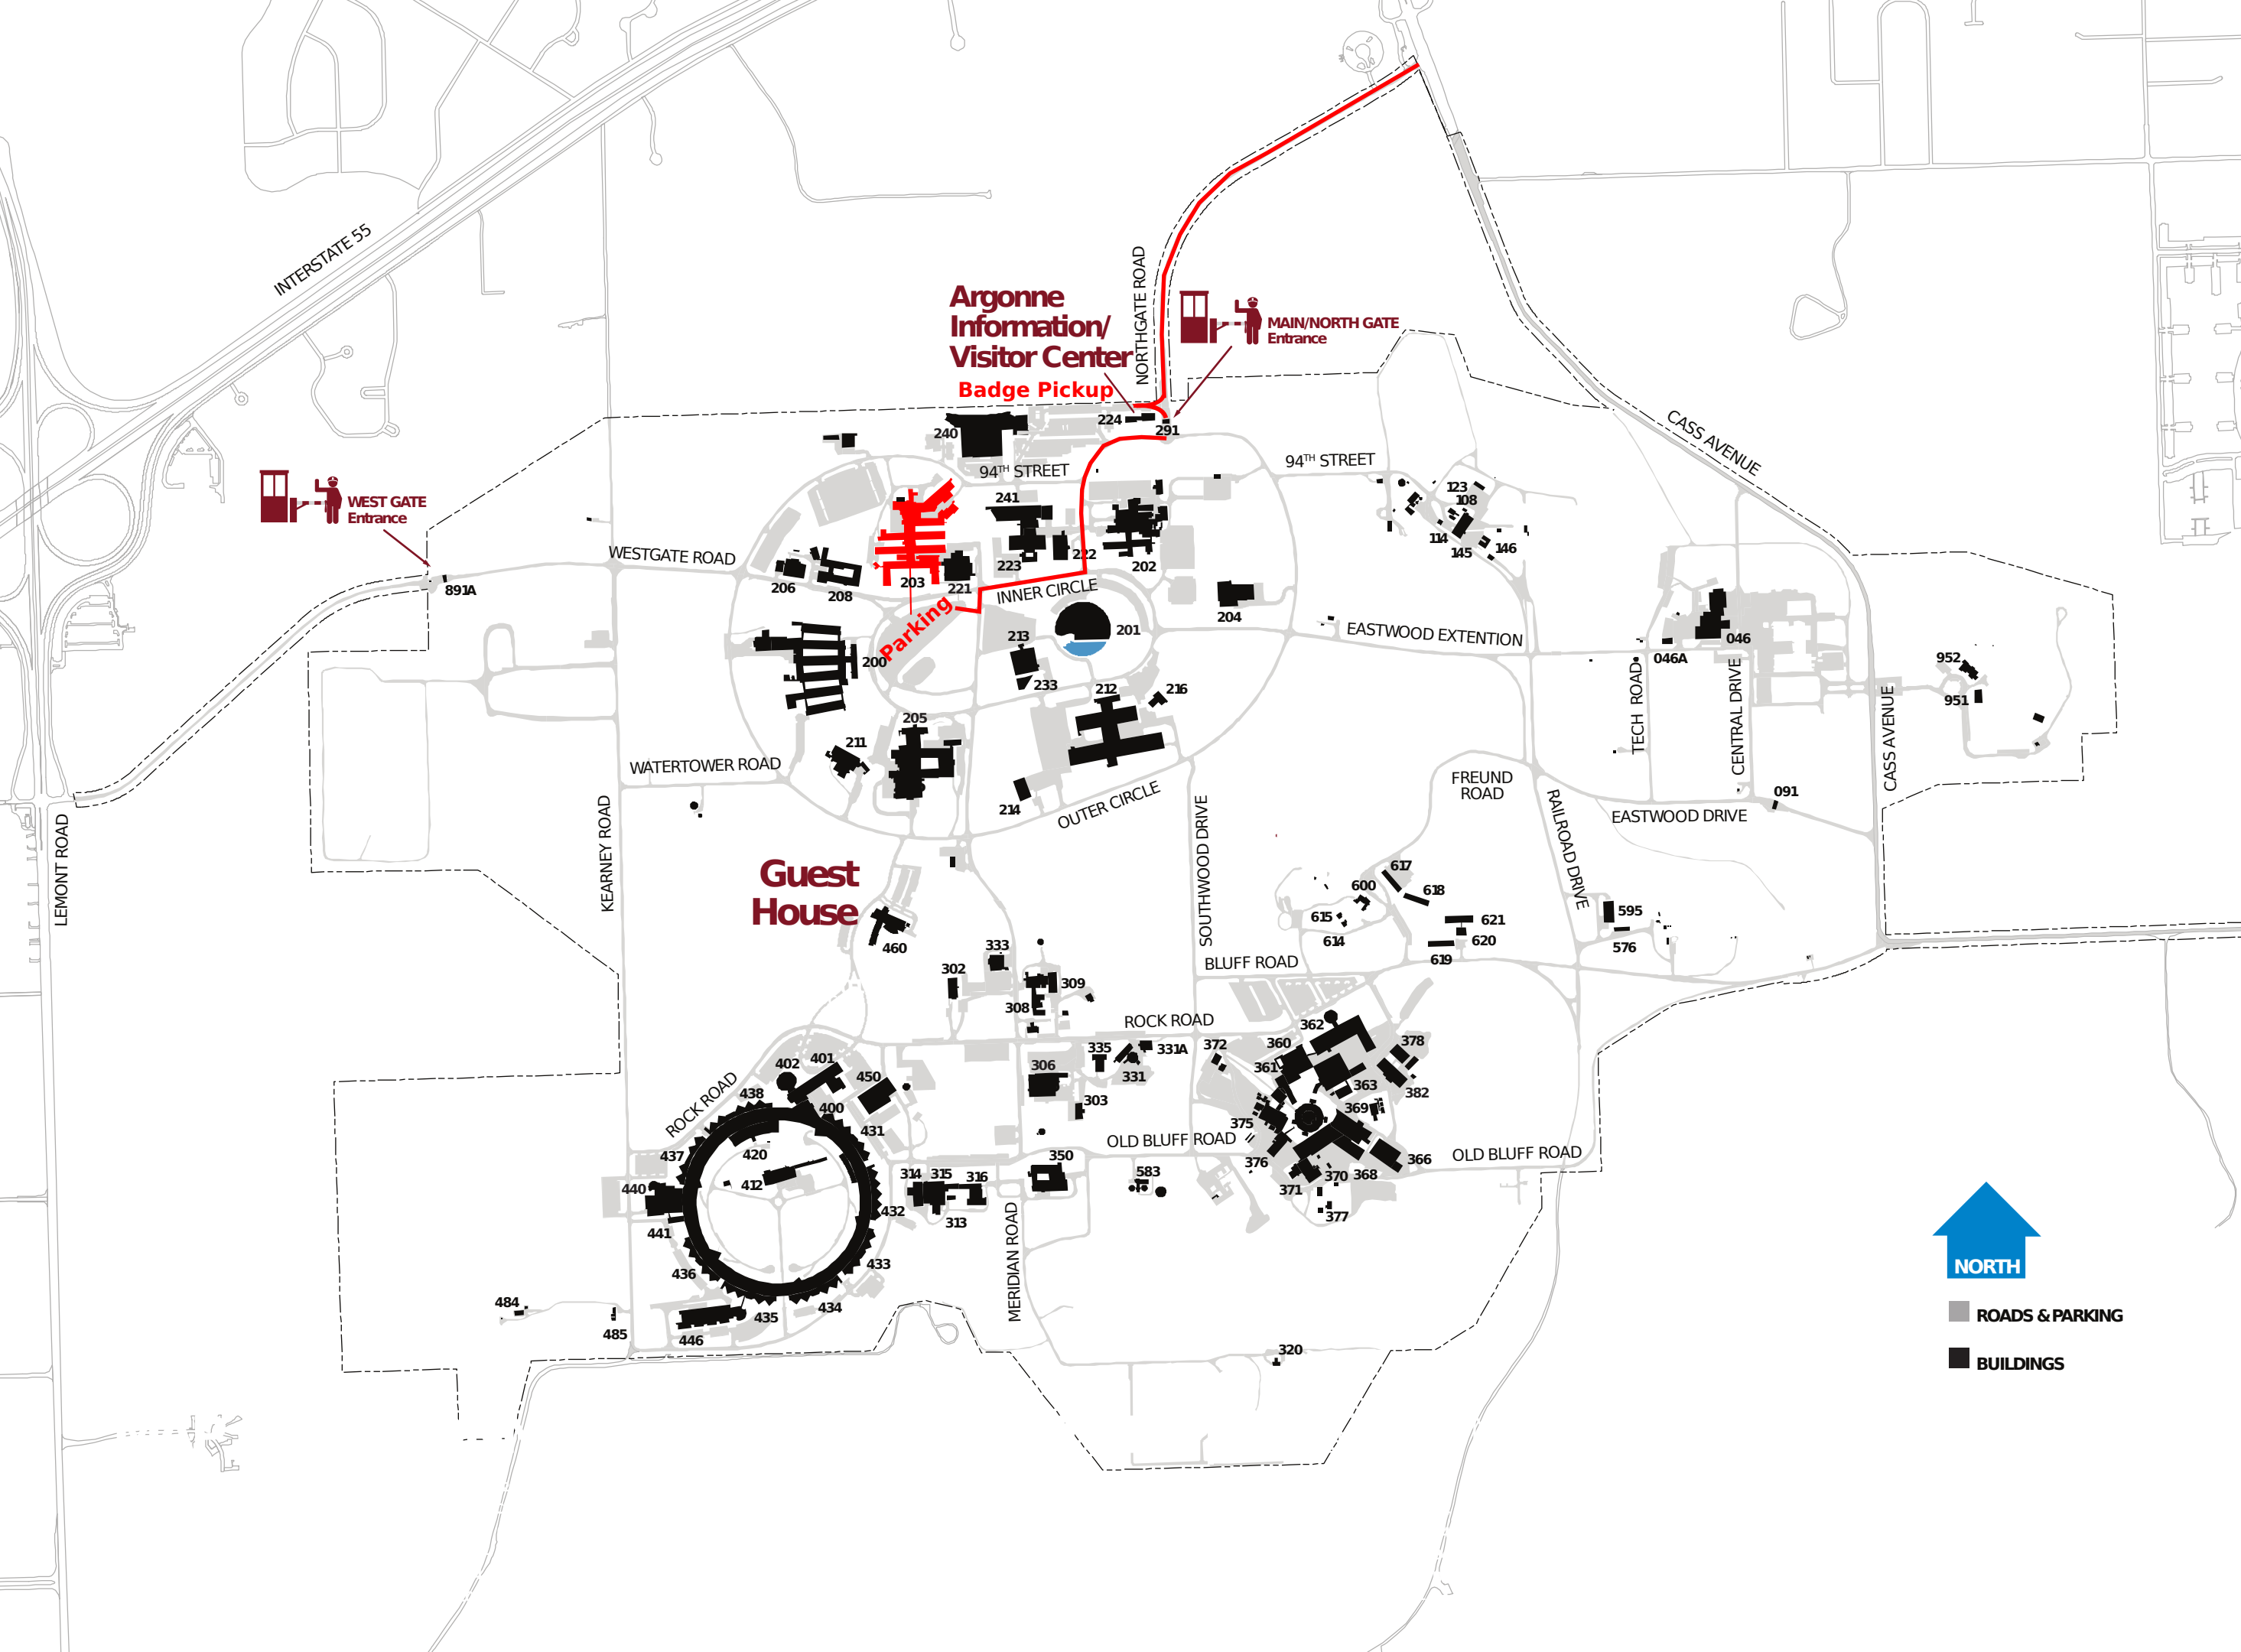 INTERSTATE 55
NORTHGATE ROAD
Argonne
Information/
Visitor Center
Badge Pickup
MAIN/NORTH GATE
Entrance
CASS AVENUE
224
291
240
94TH STREET
94TH STREET
WEST GATE
Entrance
241
123
108
114
145
146
WESTGATE ROAD
891A
206
208
203
221
223
222
202
INNER CIRCLE
204
Parking
213
201
EASTWOOD EXTENTION
046
046A
952
951
200
233
212
216
TECH ROAD
CENTRAL DRIVE
CASS AVENUE
205
211
WATERTOWER ROAD
214
OUTER CIRCLE
FREUND
ROAD
091
EASTWOOD DRIVE
RAILROAD DRIVE
LEMONT ROAD
KEARNEY ROAD
SOUTHWOOD DRIVE
Guest
House
460
617
600
618
615
614
621
620
619
595
576
333
302
309
308
BLUFF ROAD
ROCK ROAD
362
360
361
372
378
363
382
369
335
331A
331
306
303
402
401
450
438
400
431
ROCK ROAD
437
420
412
440
441
432
433
436
434
435
446
484
485
314
315
316
313
350
583
OLD BLUFF ROAD
OLD BLUFF ROAD
375
376
371
370
368
366
377
MERIDIAN ROAD
320
NORTH
ROADS & PARKING
BUILDINGS